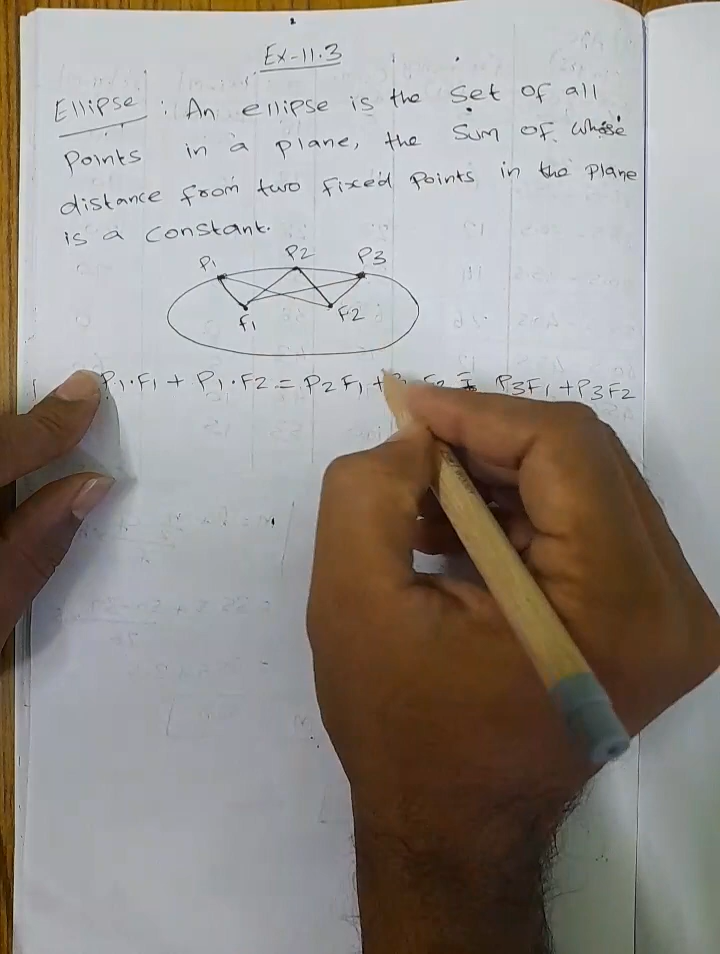 Ex-11.3
Ellipse : An ellipse is the set of all
Points in a plane, the sum of whose
distance from two fixed points in the plane
is a constant.
P1 P2 P3
F1 F2
P1.F1 + P1.F2 = P2F1 + F2 = P3F1 + P3F2